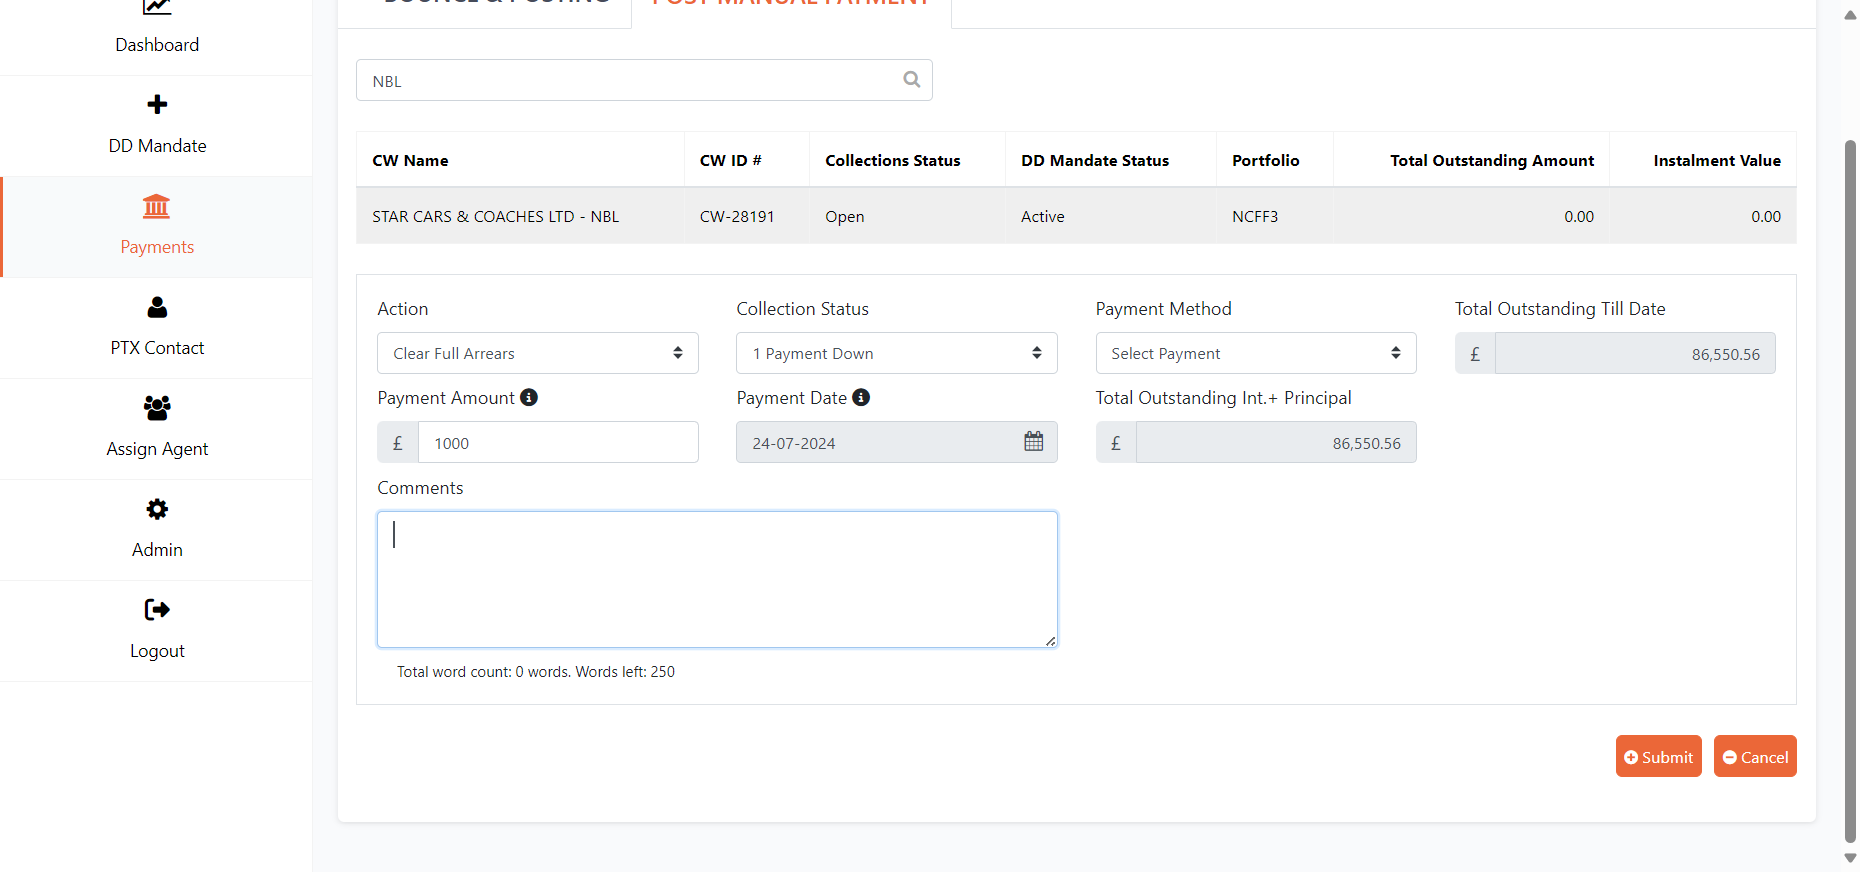 BOUNCE & POSTING
POST MANUAL PAYMENT
Dashboard
DD Mandate
Payments
PTX Contact
Assign Agent
Admin
Logout
NBL
CW Name CW ID # Collections Status DD Mandate Status Portfolio Total Outstanding Amount Instalment Value
STAR CARS & COACHES LTD - NBL CW-28191 Open Active NCFF3 0.00 0.00
Action Collection Status Payment Method Total Outstanding Till Date
Clear Full Arrears 1 Payment Down Select Payment £ 86,550.56
Payment Amount Payment Date Total Outstanding Int.+ Principal
£ 1000 24-07-2024 £ 86,550.56
Comments
Total word count: 0 words. Words left: 250
Submit Cancel